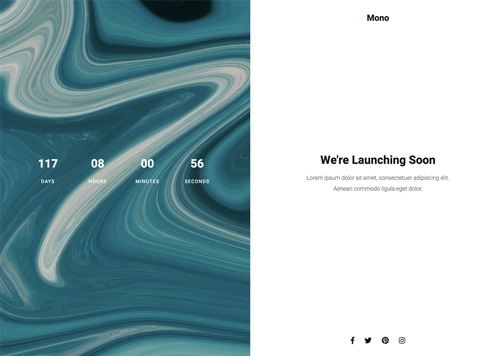 Mono
117 08 00 56
DAYS HOURS MINUTES SECONDS
We're Launching Soon
Lorem ipsum dolor sit amet, consectetuer adipiscing elit.
Aenean commodo ligula eget dolor.